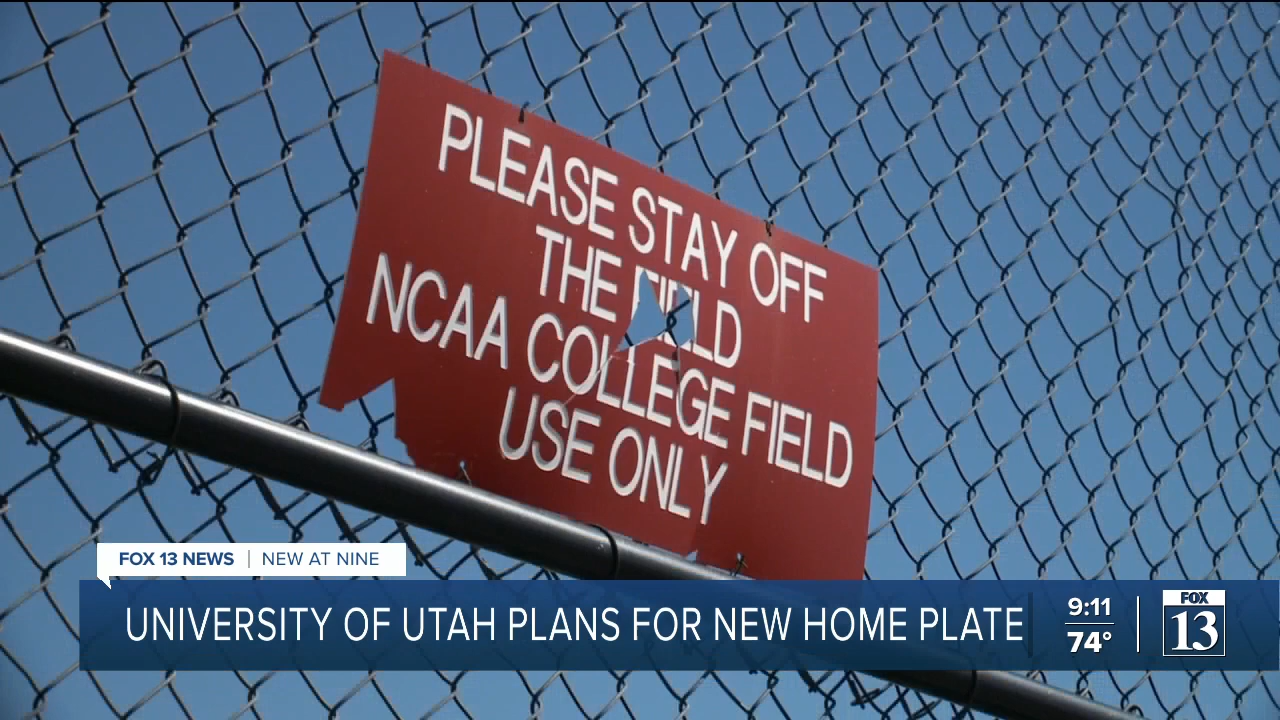 PLEASE STAY OFF
THE FIELD
NCAA COLLEGE FIELD
USE ONLY
FOX 13 NEWS | NEW AT NINE
UNIVERSITY OF UTAH PLANS FOR NEW HOME PLATE
9:11
74°
FOX
13